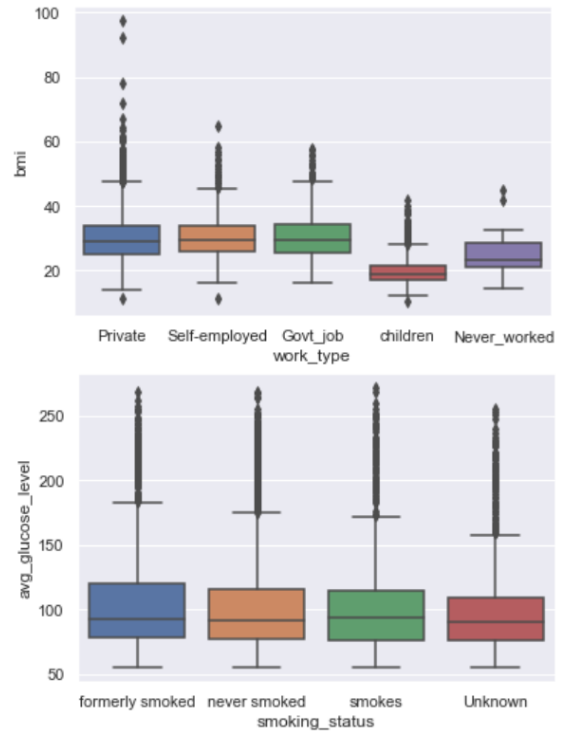 100
80
60
40
20
bmi
Private Self-employed Govt_job children Never_worked
work_type
250
200
150
100
50
avg_glucose_level
formerly smoked never smoked smokes Unknown
smoking_status